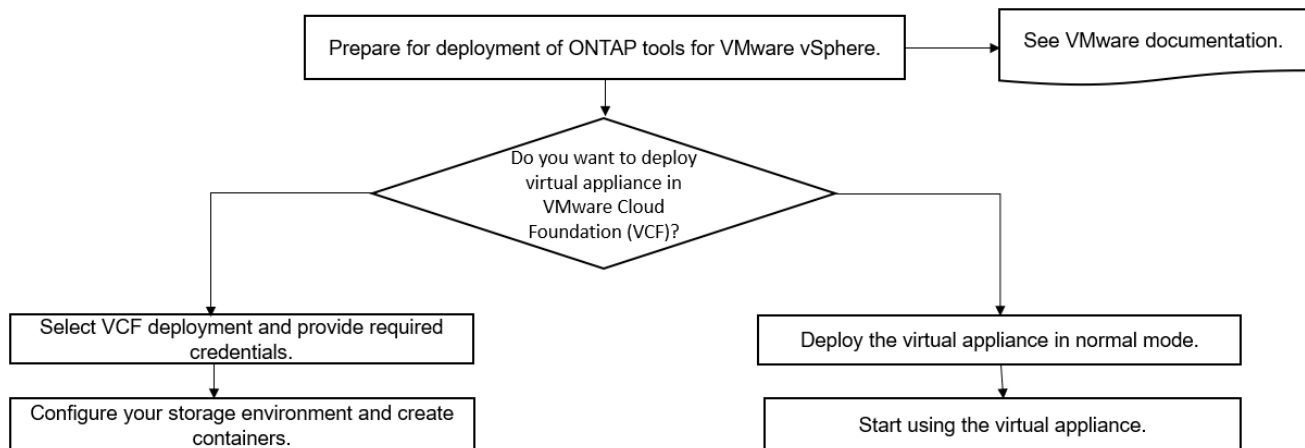 Prepare for deployment of ONTAP tools for VMware vSphere.
See VMware documentation.
Do you want to deploy
virtual appliance in
VMware Cloud
Foundation (VCF)?
Select VCF deployment and provide required
credentials.
Deploy the virtual appliance in normal mode.
Configure your storage environment and create
containers.
Start using the virtual appliance.